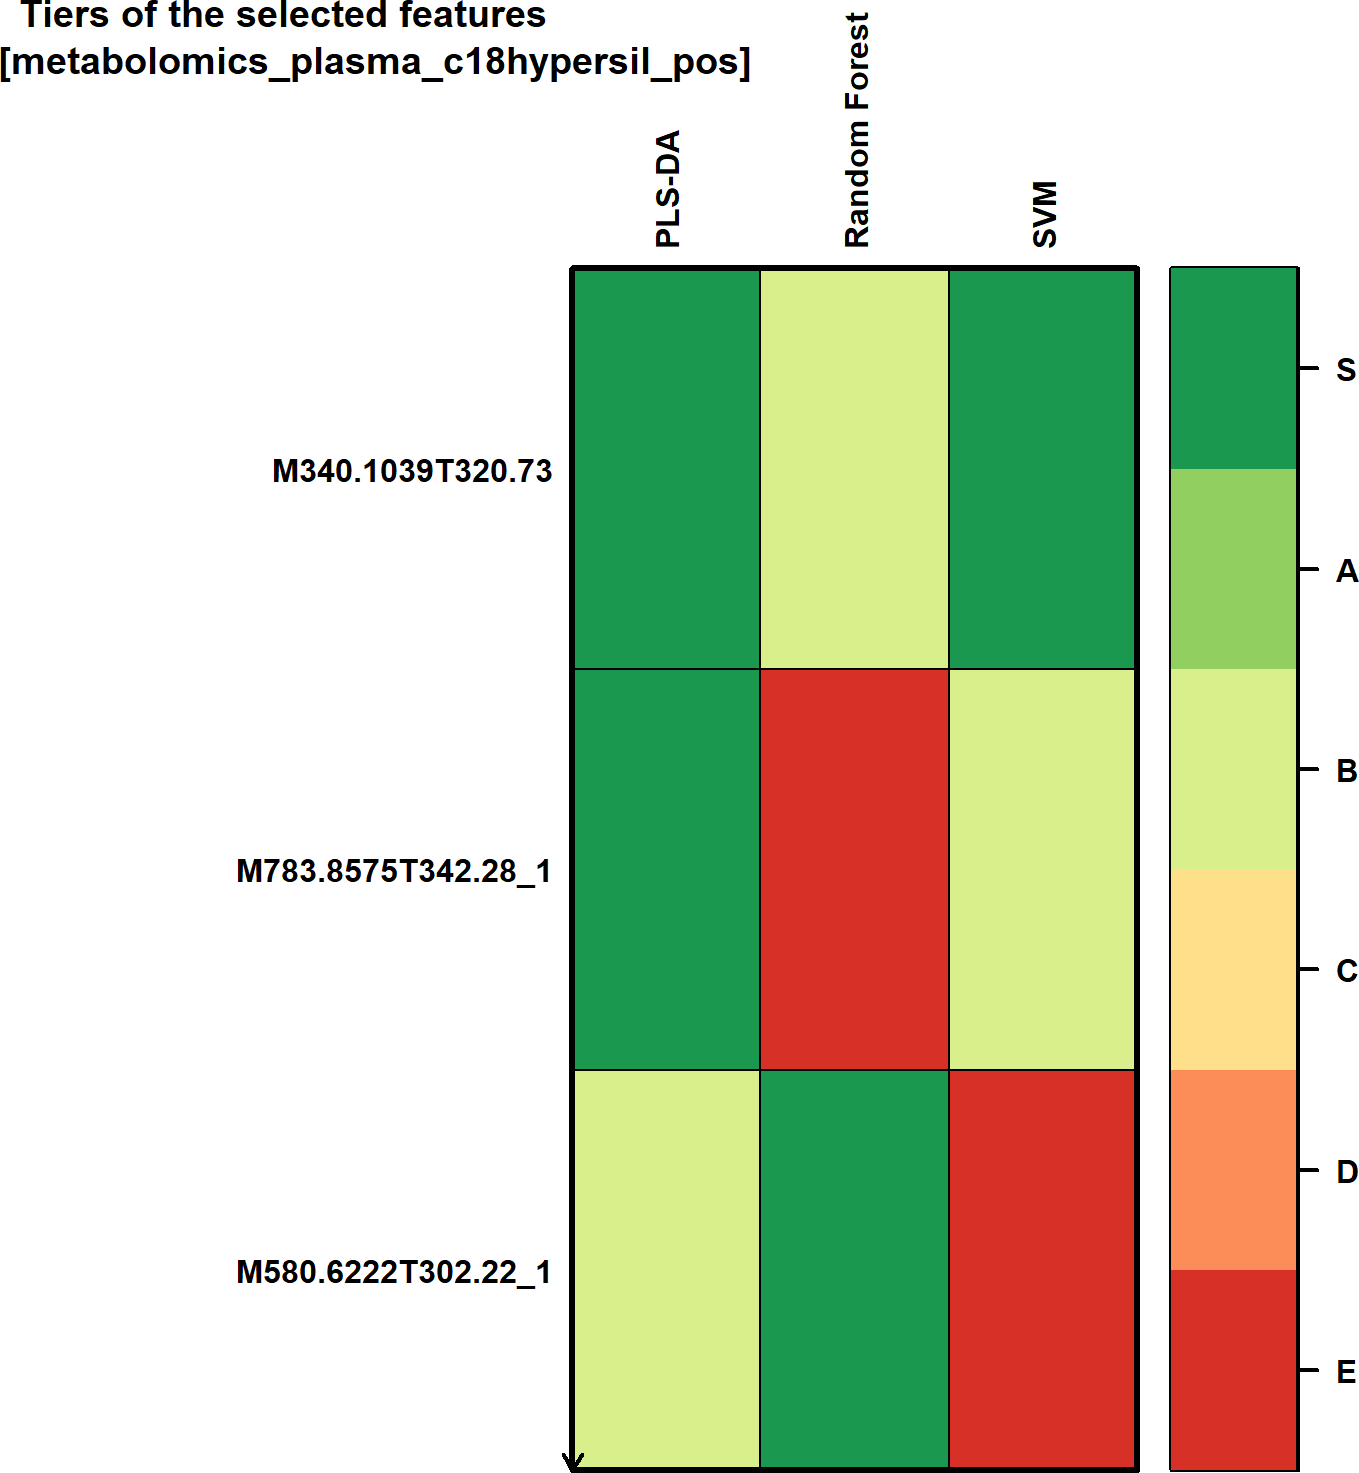 Tiers of the selected features
[metabolomics_plasma_c18hypersil_pos]
PLS-DA
Random Forest
SVM
M340.1039T320.73
M783.8575T342.28_1
M580.6222T302.22_1
S
A
B
C
D
E